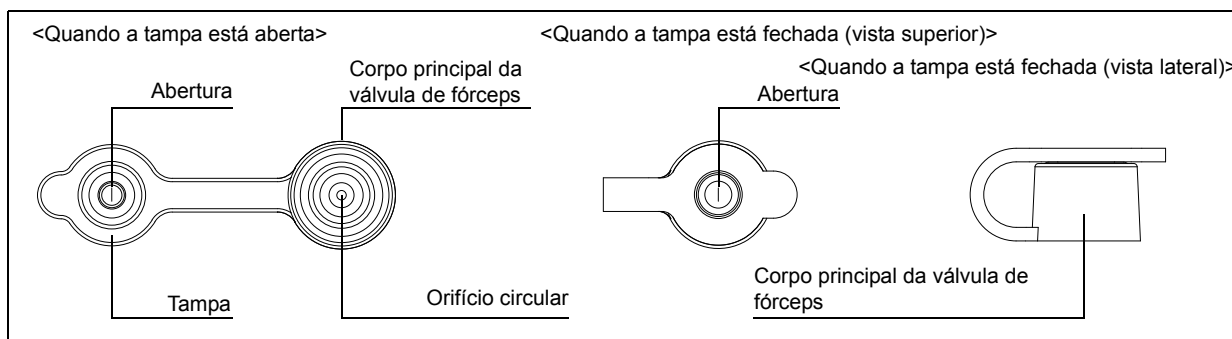 <Quando a tampa está aberta>
Abertura
Corpo principal da
válvula de fórceps
Tampa
Orifício circular
<Quando a tampa está fechada (vista superior)>
Abertura
<Quando a tampa está fechada (vista lateral)>
Corpo principal da válvula de
fórceps